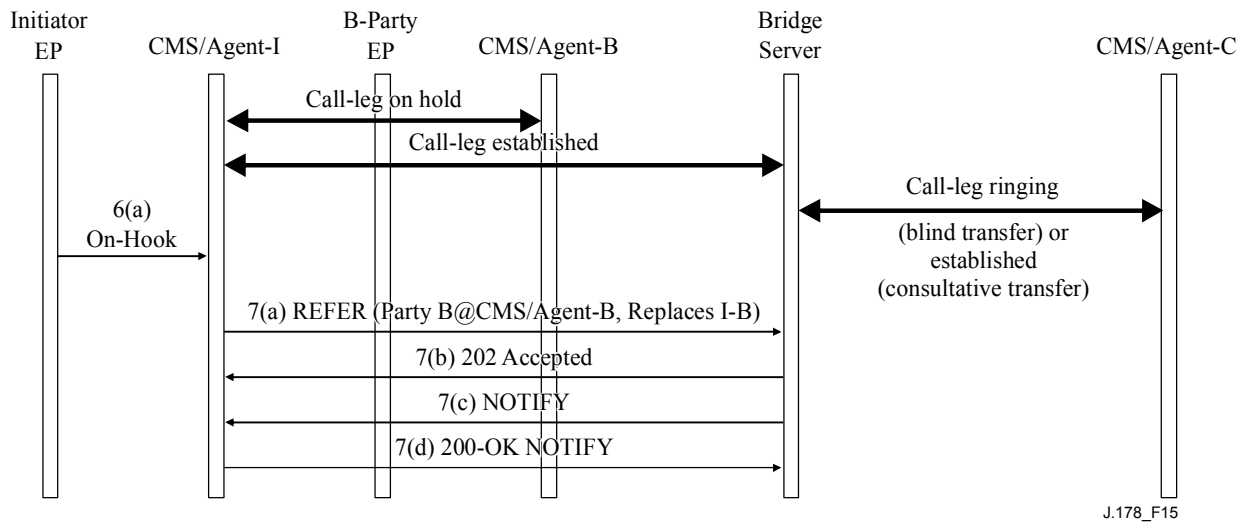 Initiator
EP
CMS/Agent-I
B-Party
EP
CMS/Agent-B
Bridge
Server
CMS/Agent-C
Call-leg on hold
Call-leg established
Call-leg ringing
(blind transfer) or
established
(consultative transfer)
6(a)
On-Hook
7(a) REFER (Party B@CMS/Agent-B, Replaces I-B)
7(b) 202 Accepted
7(c) NOTIFY
7(d) 200-OK NOTIFY
J.178_F15